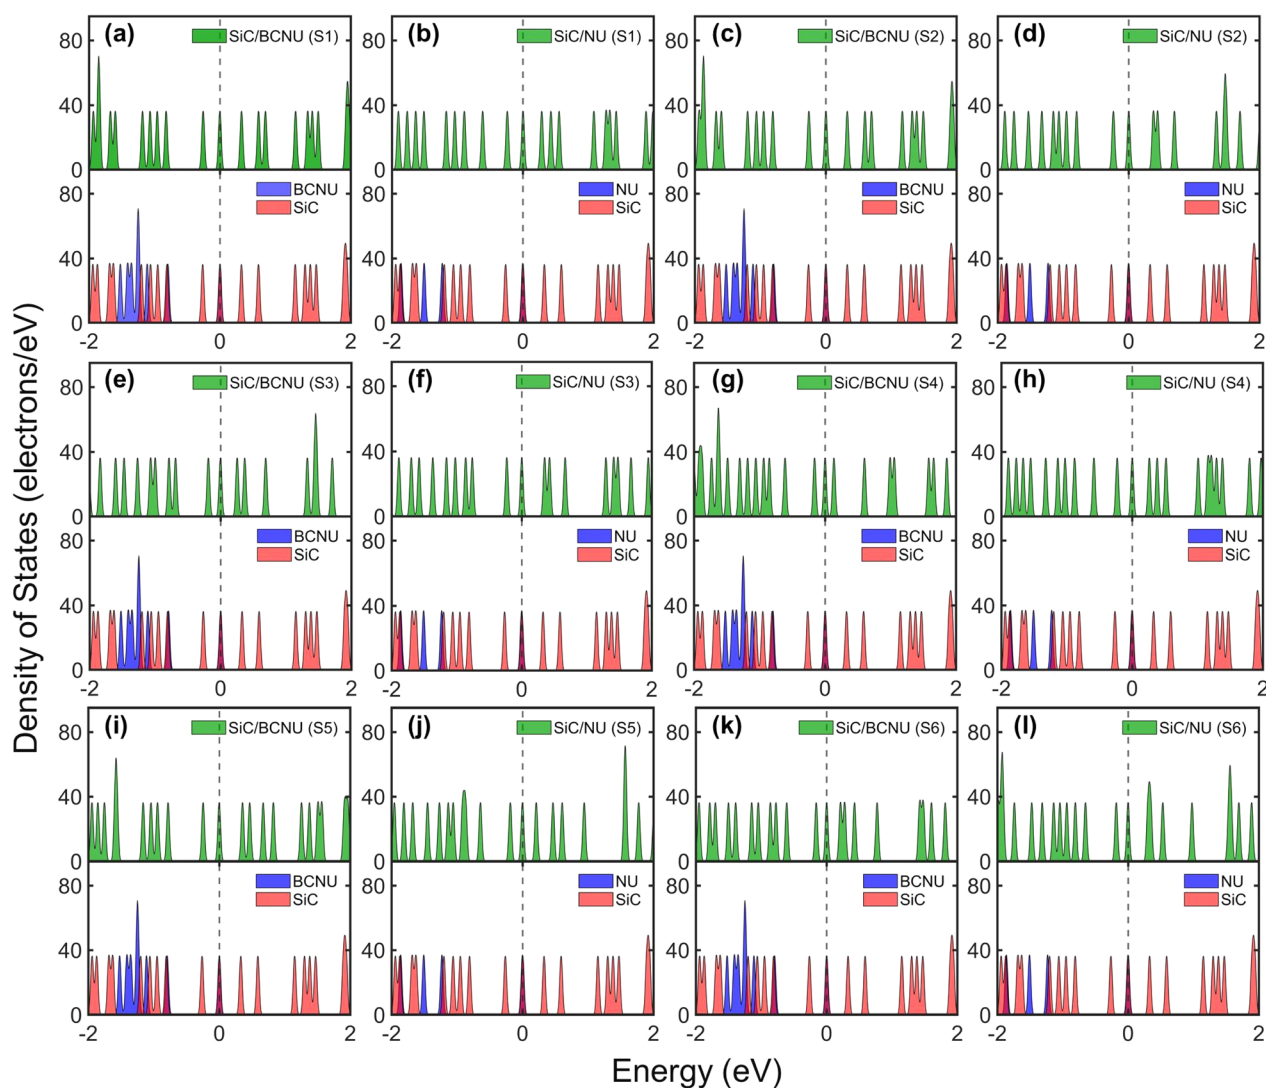 (a) SiC/BCNU (S1) (b) SiC/NU (S1) (c) SiC/BCNU (S2) (d) SiC/NU (S2)
80 80 80 80
40 40 40 40
0 0 0 0
80 BCNU 80 NU 80 BCNU 80 NU
SiC SiC SiC SiC
40 40 40 40
0 0 0 0
-2 0 2 -2 0 2 -2 0 2 -2 0 2
(e) SiC/BCNU (S3) (f) SiC/NU (S3) (g) SiC/BCNU (S4) (h) SiC/NU (S4)
80 80 80 80
40 40 40 40
0 0 0 0
80 BCNU 80 NU 80 BCNU 80 NU
SiC SiC SiC SiC
40 40 40 40
0 0 0 0
-2 0 2 -2 0 2 -2 0 2 -2 0 2
(i) SiC/BCNU (S5) (j) SiC/NU (S5) (k) SiC/BCNU (S6) (l) SiC/NU (S6)
80 80 80 80
40 40 40 40
0 0 0 0
80 BCNU 80 NU 80 BCNU 80 NU
SiC SiC SiC SiC
40 40 40 40
0 0 0 0
-2 0 2 -2 0 2 -2 0 2 -2 0 2
Density of States (electrons/eV)
Energy (eV)